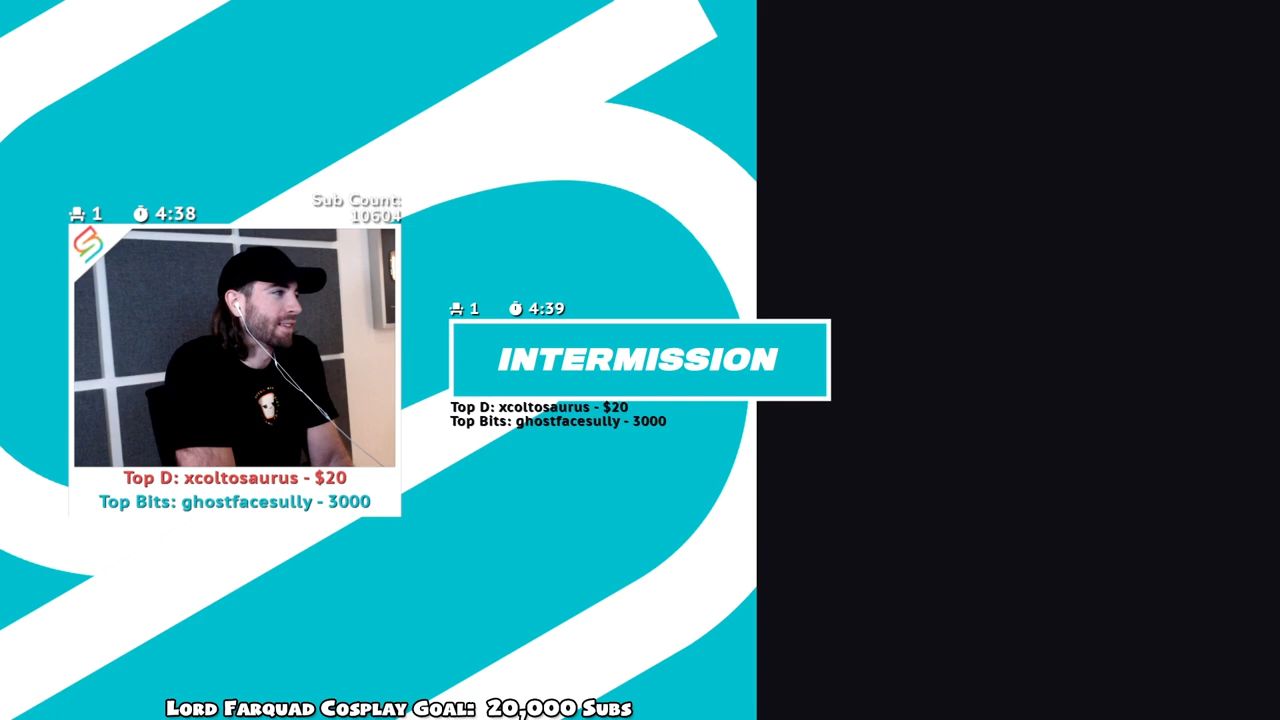 Sub Count:
1 4:38 10604
1 4:39
INTERMISSION
Top D: xcoltosaurus - $20
Top Bits: ghostfacesully - 3000
Top D: xcoltosaurus - $20
Top Bits: ghostfacesully - 3000
Lord Farquad Cosplay Goal: 20,000 Subs